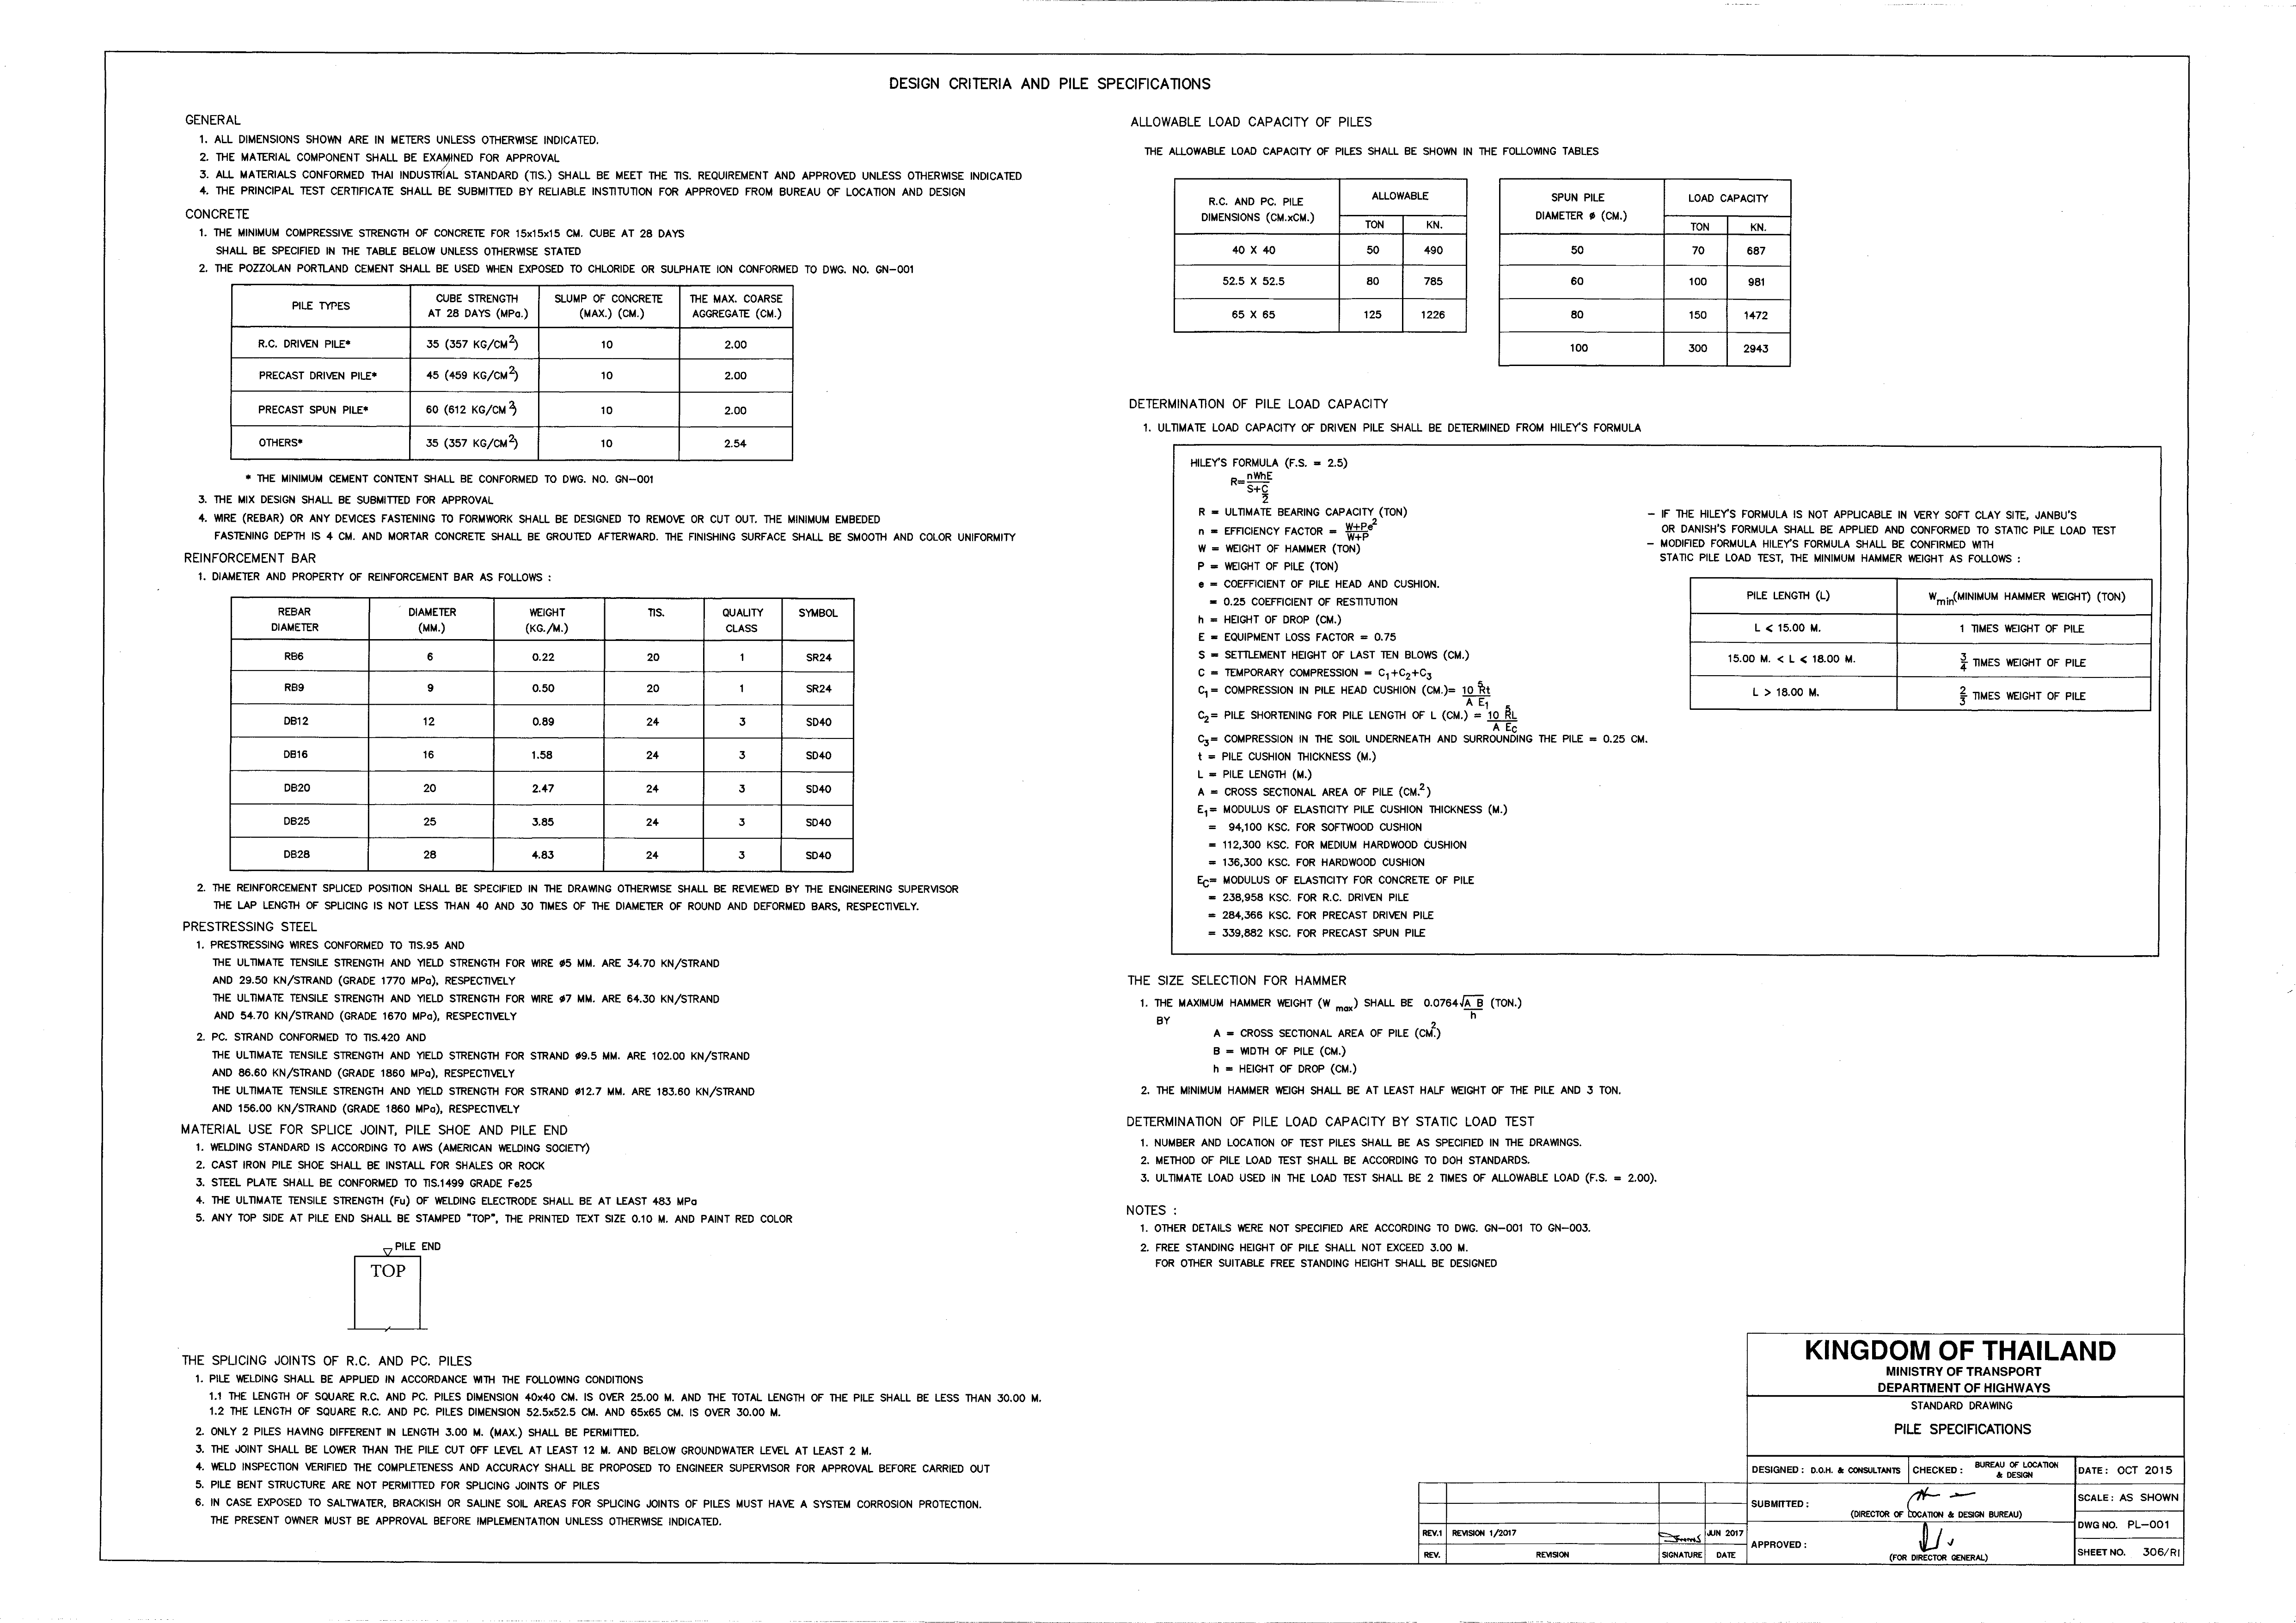 DESIGN CRITERIA AND PILE SPECIFICATIONS
GENERAL
1. ALL DIMENSIONS SHOWN ARE IN METERS UNLESS OTHERWISE INDICATED.
2. THE MATERIAL COMPONENT SHALL BE EXAMINED FOR APPROVAL
3. ALL MATERIALS CONFORMED THAI INDUSTRIAL STANDARD (TIS.) SHALL BE MEET THE TIS. REQUIREMENT AND APPROVED UNLESS OTHERWISE INDICATED
4. THE PRINCIPAL TEST CERTIFICATE SHALL BE SUBMITTED BY RELIABLE INSTITUTION FOR APPROVED FROM BUREAU OF LOCATION AND DESIGN
CONCRETE
1. THE MINIMUM COMPRESSIVE STRENGTH OF CONCRETE FOR 15x15x15 CM. CUBE AT 28 DAYS
SHALL BE SPECIFIED IN THE TABLE BELOW UNLESS OTHERWISE STATED
2. THE POZZOLAN PORTLAND CEMENT SHALL BE USED WHEN EXPOSED TO CHLORIDE OR SULPHATE ION CONFORMED TO DWG. NO. GN-001
PILE TYPES | CUBE STRENGTH AT 28 DAYS (MPa.) | SLUMP OF CONCRETE (MAX.) (CM.) | THE MAX. COARSE AGGREGATE (CM.)
R.C. DRIVEN PILE* | 35 (357 KG/CM2) | 10 | 2.00
PRECAST DRIVEN PILE* | 45 (459 KG/CM2) | 10 | 2.00
PRECAST SPUN PILE* | 60 (612 KG/CM2) | 10 | 2.00
OTHERS* | 35 (357 KG/CM2) | 10 | 2.54
* THE MINIMUM CEMENT CONTENT SHALL BE CONFORMED TO DWG. NO. GN-001
3. THE MIX DESIGN SHALL BE SUBMITTED FOR APPROVAL
4. WIRE (REBAR) OR ANY DEVICES FASTENING TO FORMWORK SHALL BE DESIGNED TO REMOVE OR CUT OUT. THE MINIMUM EMBEDED
FASTENING DEPTH IS 4 CM. AND MORTAR CONCRETE SHALL BE GROUTED AFTERWARD. THE FINISHING SURFACE SHALL BE SMOOTH AND COLOR UNIFORMITY
REINFORCEMENT BAR
1. DIAMETER AND PROPERTY OF REINFORCEMENT BAR AS FOLLOWS :
REBAR DIAMETER | DIAMETER (MM.) | WEIGHT (KG./M.) | TIS. | QUALITY CLASS | SYMBOL
RB6 | 6 | 0.22 | 20 | 1 | SR24
RB9 | 9 | 0.50 | 20 | 1 | SR24
DB12 | 12 | 0.89 | 24 | 3 | SD40
DB16 | 16 | 1.58 | 24 | 3 | SD40
DB20 | 20 | 2.47 | 24 | 3 | SD40
DB25 | 25 | 3.85 | 24 | 3 | SD40
DB28 | 28 | 4.83 | 24 | 3 | SD40
2. THE REINFORCEMENT SPLICED POSITION SHALL BE SPECIFIED IN THE DRAWING OTHERWISE SHALL BE REVIEWED BY THE ENGINEERING SUPERVISOR
THE LAP LENGTH OF SPLICING IS NOT LESS THAN 40 AND 30 TIMES OF THE DIAMETER OF ROUND AND DEFORMED BARS, RESPECTIVELY.
PRESTRESSING STEEL
1. PRESTRESSING WIRES CONFORMED TO TIS.95 AND
THE ULTIMATE TENSILE STRENGTH AND YIELD STRENGTH FOR WIRE ø5 MM. ARE 34.70 KN/STRAND
AND 29.50 KN/STRAND (GRADE 1770 MPa), RESPECTIVELY
THE ULTIMATE TENSILE STRENGTH AND YIELD STRENGTH FOR WIRE ø7 MM. ARE 64.30 KN/STRAND
AND 54.70 KN/STRAND (GRADE 1670 MPa), RESPECTIVELY
2. PC. STRAND CONFORMED TO TIS.420 AND
THE ULTIMATE TENSILE STRENGTH AND YIELD STRENGTH FOR STRAND ø9.5 MM. ARE 102.00 KN/STRAND
AND 86.60 KN/STRAND (GRADE 1860 MPa), RESPECTIVELY
THE ULTIMATE TENSILE STRENGTH AND YIELD STRENGTH FOR STRAND ø12.7 MM. ARE 183.60 KN/STRAND
AND 156.00 KN/STRAND (GRADE 1860 MPa), RESPECTIVELY
MATERIAL USE FOR SPLICE JOINT, PILE SHOE AND PILE END
1. WELDING STANDARD IS ACCORDING TO AWS (AMERICAN WELDING SOCIETY)
2. CAST IRON PILE SHOE SHALL BE INSTALL FOR SHALES OR ROCK
3. STEEL PLATE SHALL BE CONFORMED TO TIS.1499 GRADE Fe25
4. THE ULTIMATE TENSILE STRENGTH (Fu) OF WELDING ELECTRODE SHALL BE AT LEAST 483 MPa
5. ANY TOP SIDE AT PILE END SHALL BE STAMPED "TOP", THE PRINTED TEXT SIZE 0.10 M. AND PAINT RED COLOR
PILE END
TOP
THE SPLICING JOINTS OF R.C. AND PC. PILES
1. PILE WELDING SHALL BE APPLIED IN ACCORDANCE WITH THE FOLLOWING CONDITIONS
1.1 THE LENGTH OF SQUARE R.C. AND PC. PILES DIMENSION 40x40 CM. IS OVER 25.00 M. AND THE TOTAL LENGTH OF THE PILE SHALL BE LESS THAN 30.00 M.
1.2 THE LENGTH OF SQUARE R.C. AND PC. PILES DIMENSION 52.5x52.5 CM. AND 65x65 CM. IS OVER 30.00 M.
2. ONLY 2 PILES HAVING DIFFERENT IN LENGTH 3.00 M. (MAX.) SHALL BE PERMITTED.
3. THE JOINT SHALL BE LOWER THAN THE PILE CUT OFF LEVEL AT LEAST 12 M. AND BELOW GROUNDWATER LEVEL AT LEAST 2 M.
4. WELD INSPECTION VERIFIED THE COMPLETENESS AND ACCURACY SHALL BE PROPOSED TO ENGINEER SUPERVISOR FOR APPROVAL BEFORE CARRIED OUT
5. PILE BENT STRUCTURE ARE NOT PERMITTED FOR SPLICING JOINTS OF PILES
6. IN CASE EXPOSED TO SALTWATER, BRACKISH OR SALINE SOIL AREAS FOR SPLICING JOINTS OF PILES MUST HAVE A SYSTEM CORROSION PROTECTION.
THE PRESENT OWNER MUST BE APPROVAL BEFORE IMPLEMENTATION UNLESS OTHERWISE INDICATED.
ALLOWABLE LOAD CAPACITY OF PILES
THE ALLOWABLE LOAD CAPACITY OF PILES SHALL BE SHOWN IN THE FOLLOWING TABLES
R.C. AND PC. PILE DIMENSIONS (CM.xCM.) | ALLOWABLE
TON | KN.
40 X 40 | 50 | 490
52.5 X 52.5 | 80 | 785
65 X 65 | 125 | 1226
SPUN PILE DIAMETER ø (CM.) | LOAD CAPACITY
TON | KN.
50 | 70 | 687
60 | 100 | 981
80 | 150 | 1472
100 | 300 | 2943
DETERMINATION OF PILE LOAD CAPACITY
1. ULTIMATE LOAD CAPACITY OF DRIVEN PILE SHALL BE DETERMINED FROM HILEY'S FORMULA
HILEY'S FORMULA (F.S. = 2.5)
R= nWhE / S+C/2
R = ULTIMATE BEARING CAPACITY (TON)
n = EFFICIENCY FACTOR = W+Pe2 / W+P
W = WEIGHT OF HAMMER (TON)
P = WEIGHT OF PILE (TON)
e = COEFFICIENT OF PILE HEAD AND CUSHION.
= 0.25 COEFFICIENT OF RESTITUTION
h = HEIGHT OF DROP (CM.)
E = EQUIPMENT LOSS FACTOR = 0.75
S = SETTLEMENT HEIGHT OF LAST TEN BLOWS (CM.)
C = TEMPORARY COMPRESSION = C1+C2+C3
C1= COMPRESSION IN PILE HEAD CUSHION (CM.)= 10 5 Rt / A E1
C2= PILE SHORTENING FOR PILE LENGTH OF L (CM.) = 10 5 RL / A EC
C3= COMPRESSION IN THE SOIL UNDERNEATH AND SURROUNDING THE PILE = 0.25 CM.
t = PILE CUSHION THICKNESS (M.)
L = PILE LENGTH (M.)
A = CROSS SECTIONAL AREA OF PILE (CM.2)
E1= MODULUS OF ELASTICITY PILE CUSHION THICKNESS (M.)
= 94,100 KSC. FOR SOFTWOOD CUSHION
= 112,300 KSC. FOR MEDIUM HARDWOOD CUSHION
= 136,300 KSC. FOR HARDWOOD CUSHION
EC= MODULUS OF ELASTICITY FOR CONCRETE OF PILE
= 238,958 KSC. FOR R.C. DRIVEN PILE
= 284,366 KSC. FOR PRECAST DRIVEN PILE
= 339,882 KSC. FOR PRECAST SPUN PILE
- IF THE HILEY'S FORMULA IS NOT APPLICABLE IN VERY SOFT CLAY SITE, JANBU'S
OR DANISH'S FORMULA SHALL BE APPLIED AND CONFORMED TO STATIC PILE LOAD TEST
- MODIFIED FORMULA HILEY'S FORMULA SHALL BE CONFIRMED WITH
STATIC PILE LOAD TEST, THE MINIMUM HAMMER WEIGHT AS FOLLOWS :
PILE LENGTH (L) | Wmin(MINIMUM HAMMER WEIGHT) (TON)
L ⩽ 15.00 M. | 1 TIMES WEIGHT OF PILE
15.00 M. < L ⩽ 18.00 M. | 3/4 TIMES WEIGHT OF PILE
L > 18.00 M. | 2/3 TIMES WEIGHT OF PILE
THE SIZE SELECTION FOR HAMMER
1. THE MAXIMUM HAMMER WEIGHT (W max) SHALL BE 0.0764√A B / h (TON.)
BY
A = CROSS SECTIONAL AREA OF PILE (CM.2)
B = WIDTH OF PILE (CM.)
h = HEIGHT OF DROP (CM.)
2. THE MINIMUM HAMMER WEIGH SHALL BE AT LEAST HALF WEIGHT OF THE PILE AND 3 TON.
DETERMINATION OF PILE LOAD CAPACITY BY STATIC LOAD TEST
1. NUMBER AND LOCATION OF TEST PILES SHALL BE AS SPECIFIED IN THE DRAWINGS.
2. METHOD OF PILE LOAD TEST SHALL BE ACCORDING TO DOH STANDARDS.
3. ULTIMATE LOAD USED IN THE LOAD TEST SHALL BE 2 TIMES OF ALLOWABLE LOAD (F.S. = 2.00).
NOTES :
1. OTHER DETAILS WERE NOT SPECIFIED ARE ACCORDING TO DWG. GN-001 TO GN-003.
2. FREE STANDING HEIGHT OF PILE SHALL NOT EXCEED 3.00 M.
FOR OTHER SUITABLE FREE STANDING HEIGHT SHALL BE DESIGNED
KINGDOM OF THAILAND
MINISTRY OF TRANSPORT
DEPARTMENT OF HIGHWAYS
STANDARD DRAWING
PILE SPECIFICATIONS
DESIGNED : D.O.H. & CONSULTANTS | CHECKED : BUREAU OF LOCATION & DESIGN | DATE : OCT 2015
SUBMITTED :
(DIRECTOR OF LOCATION & DESIGN BUREAU)
SCALE : AS SHOWN
DWG NO. PL-001
APPROVED :
(FOR DIRECTOR GENERAL)
SHEET NO. 306/R1
REV.1 | REVISION 1/2017 | JUN 2017
REV. | REVISION | SIGNATURE | DATE